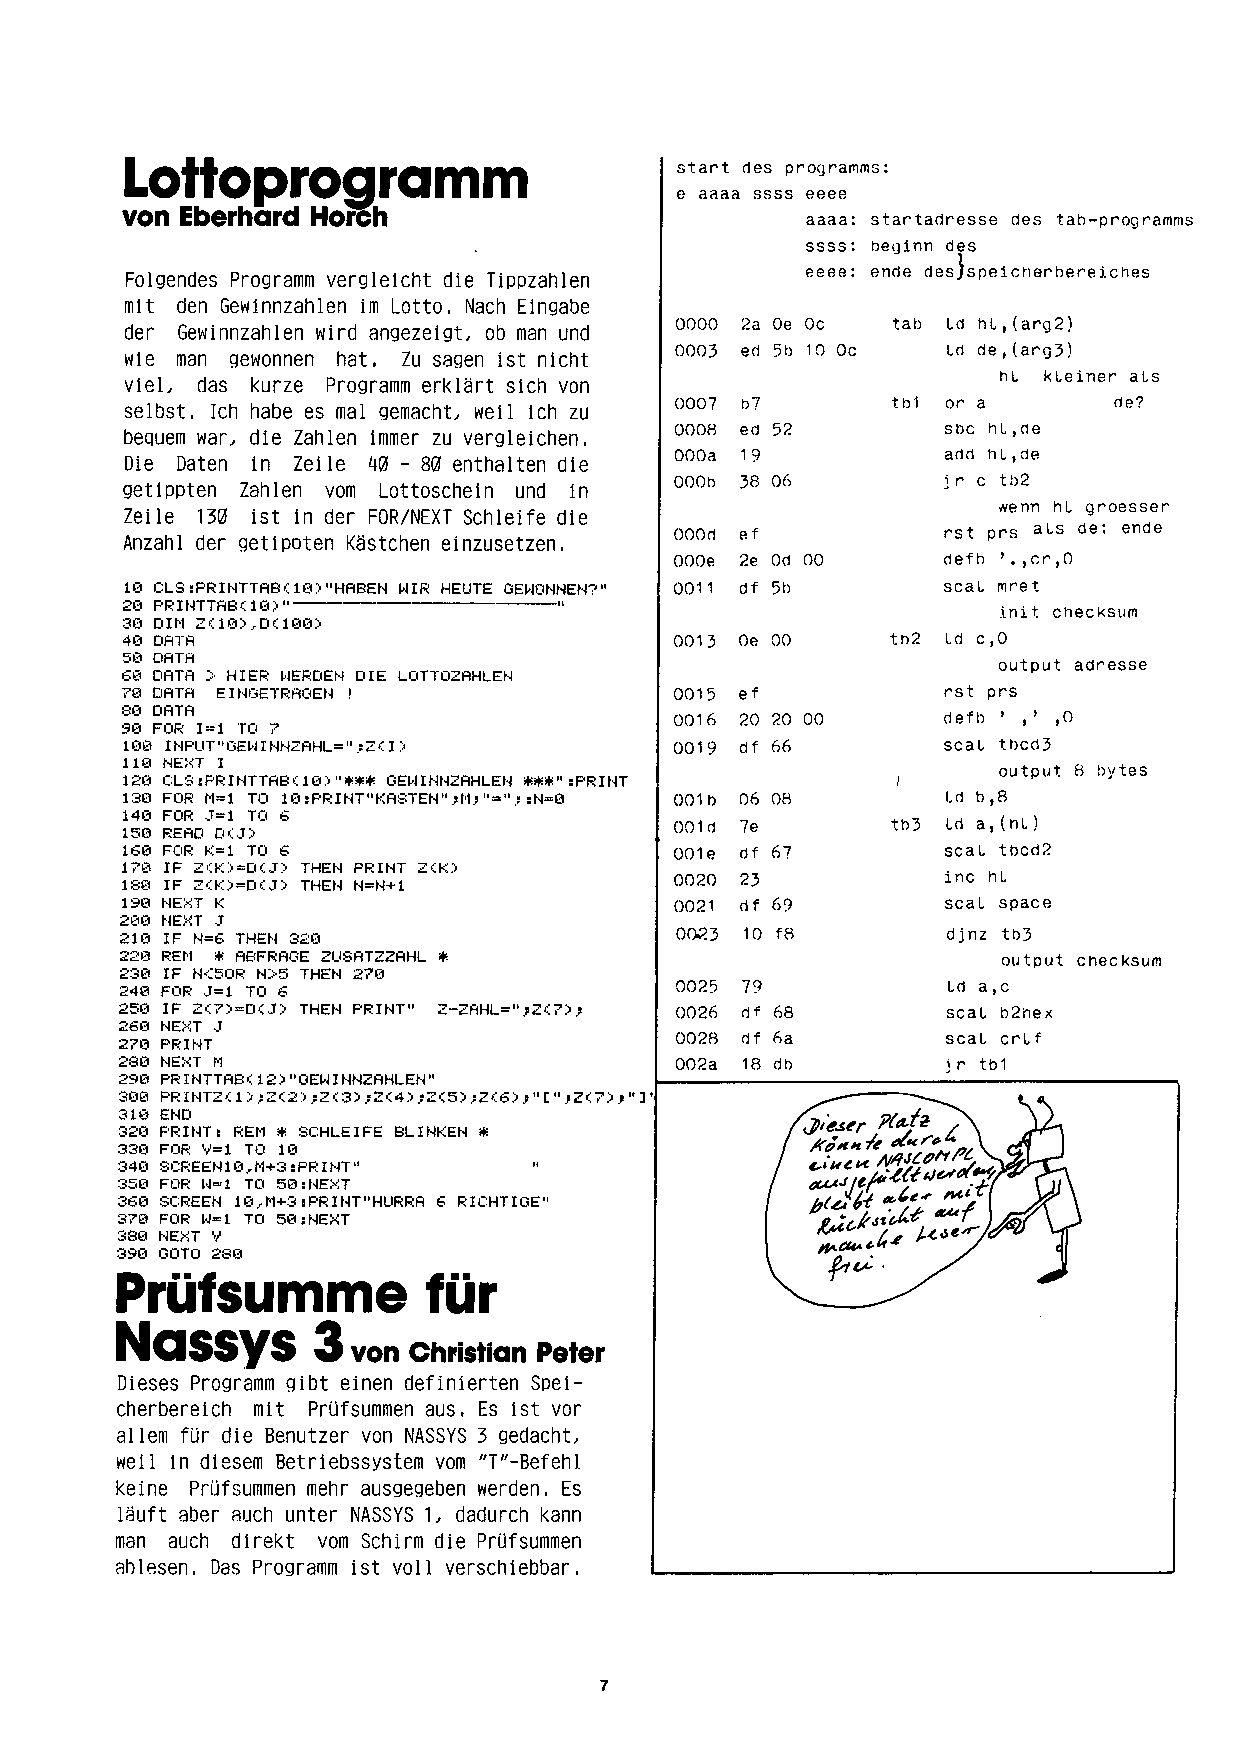 Lottoprogramm
von Eberhard Horch
Folgendes Programm vergleicht die Tippzahlen
mit den Gewinnzahlen im Lotto. Nach Eingabe
der Gewinnzahlen wird angezeigt, ob man und
wie man gewonnen hat. Zu sagen ist nicht
viel, das kurze Programm erklärt sich von
selbst. Ich habe es mal gemacht, weil ich zu
bequem war, die Zahlen immer zu vergleichen.
Die Daten in Zeile 40 - 80 enthalten die
getippten Zahlen vom Lottoschein und in
Zeile 130 ist in der FOR/NEXT Schleife die
Anzahl der getipoten Kästchen einzusetzen.
10 CLS:PRINTTAB(10)"HABEN WIR HEUTE GEWONNEN?"
20 PRINTTAB(10)"————————————————"
30 DIM Z(10),D(100)
40 DATA
50 DATA
60 DATA > HIER WERDEN DIE LOTTOZAHLEN
70 DATA  EINGETRAGEN !
80 DATA
90 FOR I=1 TO 7
100 INPUT"GEWINNZAHL=";Z(I)
110 NEXT I
120 CLS:PRINTTAB(10)"*** GEWINNZAHLEN ***":PRINT
130 FOR M=1 TO 10:PRINT"KASTEN";M;"=";:N=0
140 FOR J=1 TO 6
150 READ D(J)
160 FOR K=1 TO 6
170 IF Z(K)=D(J) THEN PRINT Z(K)
180 IF Z(K)=D(J) THEN N=N+1
190 NEXT K
200 NEXT J
210 IF N=6 THEN 320
220 REM  * ABFRAGE ZUSATZZAHL *
230 IF N<5OR N>5 THEN 270
240 FOR J=1 TO 6
250 IF Z(7)=D(J) THEN PRINT"  Z-ZAHL=";Z(7);
260 NEXT J
270 PRINT
280 NEXT M
290 PRINTTAB(12)"GEWINNZAHLEN"
300 PRINTZ(1);Z(2);Z(3);Z(4);Z(5);Z(6);"[";Z(7);"]"
310 END
320 PRINT: REM * SCHLEIFE BLINKEN *
330 FOR V=1 TO 10
340 SCREEN10,M+3:PRINT"                    "
350 FOR W=1 TO 50:NEXT
360 SCREEN 10,M+3:PRINT"HURRA 6 RICHTIGE"
370 FOR W=1 TO 50:NEXT
380 NEXT V
390 GOTO 280
Prüfsumme für
Nassys 3 von Christian Peter
Dieses Programm gibt einen definierten Spei-
cherbereich mit Prüfsummen aus. Es ist vor
allem für die Benutzer von NASSYS 3 gedacht,
weil in diesem Betriebssystem vom "T"-Befehl
keine Prüfsummen mehr ausgegeben werden. Es
läuft aber auch unter NASSYS 1, dadurch kann
man auch direkt vom Schirm die Prüfsummen
ablesen. Das Programm ist voll verschiebbar.
start des programms:
e aaaa ssss eeee
aaaa: startadresse des tab-programms
ssss: beginn des
eeee: ende des}speicherbereiches
0000 2a 0e 0c tab ld hl,(arg2)
0003 ed 5b 10 0c ld de,(arg3)
hl kleiner als
0007 b7 tb1 or a de?
0008 ed 52 sbc hl,de
000a 19 add hl,de
000b 38 06 jr c tb2
wenn hl groesser
000d ef rst prs als de: ende
000e 2e 0d 00 defb '.,cr,0
0011 df 5b scal mret
init checksum
0013 0e 00 tb2 ld c,0
output adresse
0015 ef rst prs
0016 20 20 00 defb ' ,' ,0
0019 df 66 scal tbcd3
output 8 bytes
001b 06 08 ld b,8
001d 7e tb3 ld a,(hl)
001e df 67 scal tbcd2
0020 23 inc hl
0021 df 69 scal space
0023 10 f8 djnz tb3
output checksum
0025 79 ld a,c
0026 df 68 scal b2hex
0028 df 6a scal crlf
002a 18 db jr tb1
Dieser Platz
könnte durch
einen NASCOMPL
ausgefüllt werden
bleibt aber mit
Rücksicht auf
manche Leser
frei.
7